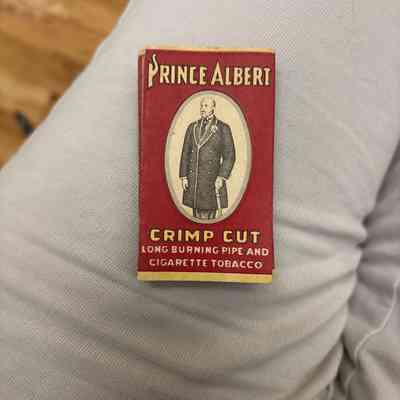 PRINCE ALBERT
CRIMP CUT
LONG BURNING PIPE AND
CIGARETTE TOBACCO